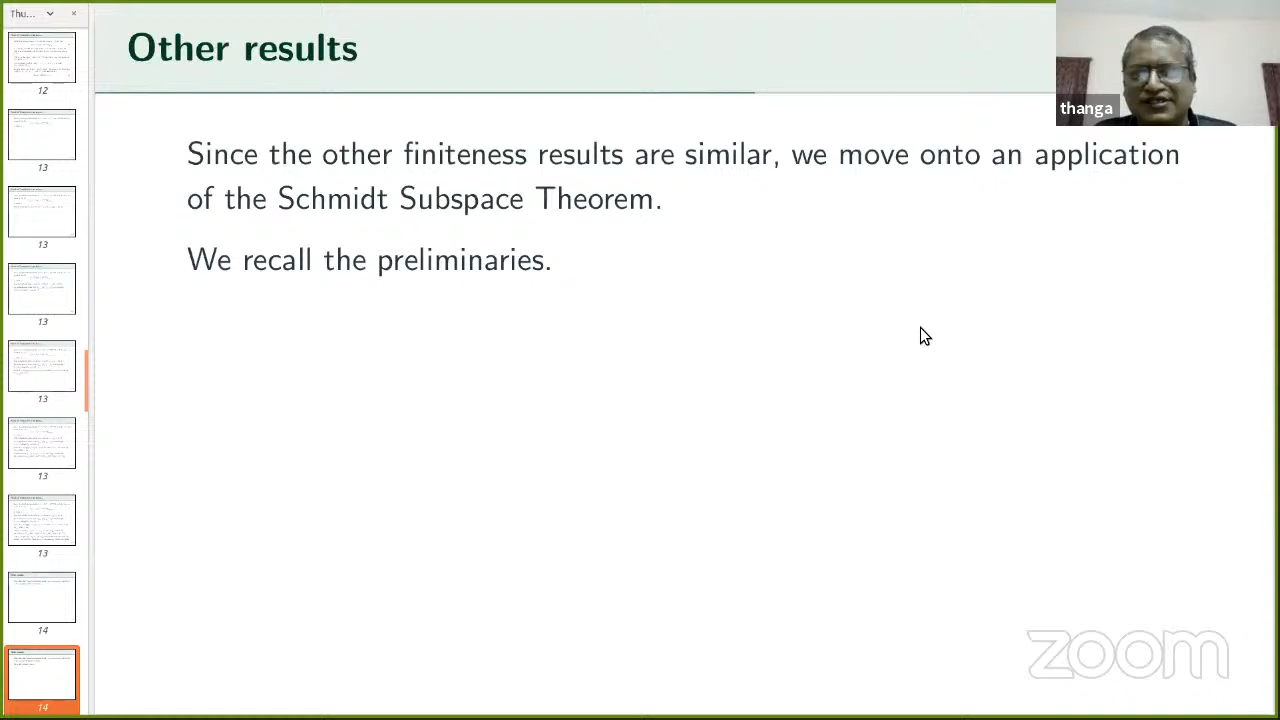 Thu...
Other results
thanga
Since the other finiteness results are similar, we move onto an application
of the Schmidt Subspace Theorem.
We recall the preliminaries.
12
13
13
13
13
13
13
14
14
zoom